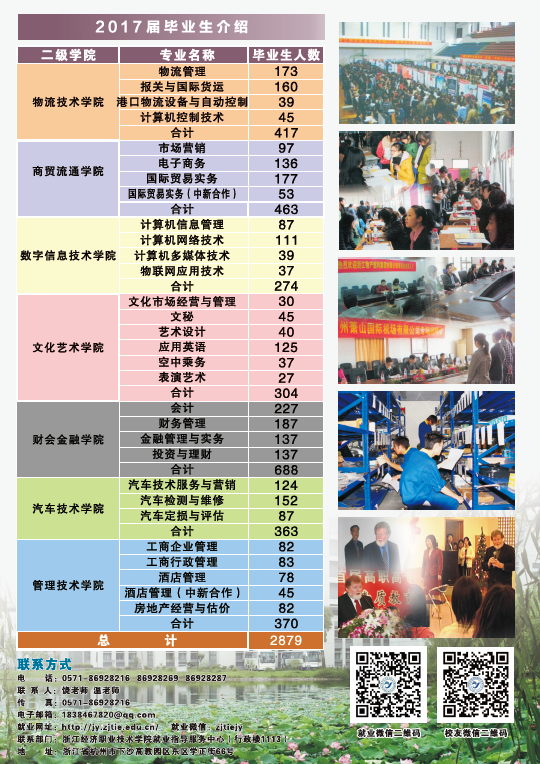 2017届毕业生介绍
二级学院 专业名称 毕业生人数
物流技术学院
物流管理 173
报关与国际货运 160
港口物流设备与自动控制 39
计算机控制技术 45
合计 417
商贸流通学院
市场营销 97
电子商务 136
国际贸易实务 177
国际贸易实务（中新合作） 53
合计 463
数字信息技术学院
计算机信息管理 87
计算机网络技术 111
计算机多媒体技术 39
物联网应用技术 37
合计 274
文化艺术学院
文化市场经营与管理 30
文秘 45
艺术设计 40
应用英语 125
空中乘务 37
表演艺术 27
合计 304
财会金融学院
会计 227
财务管理 187
金融管理与实务 137
投资与理财 137
合计 688
汽车技术学院
汽车技术服务与营销 124
汽车检测与维修 152
汽车定损与评估 87
合计 363
管理技术学院
工商企业管理 82
工商行政管理 83
酒店管理 78
酒店管理（中新合作） 45
房地产经营与估价 82
合计 370
总 计 2879
州萧山国际机场有限公司
联系方式
电 话：0571-86928216 86928269 86928287
联 系 人：饶老师 温老师
传 真：0571-86928216
电子邮箱：1838467820@qq.com
就业网址：http://jy.zjtie.edu.cn/ 就业微信：zjtiejy
联系部门：浙江经济职业技术学院就业指导服务中心（行政楼1113）
地 址：浙江省杭州市下沙高教园区东区学正街66号
就业微信二维码
校友微信二维码